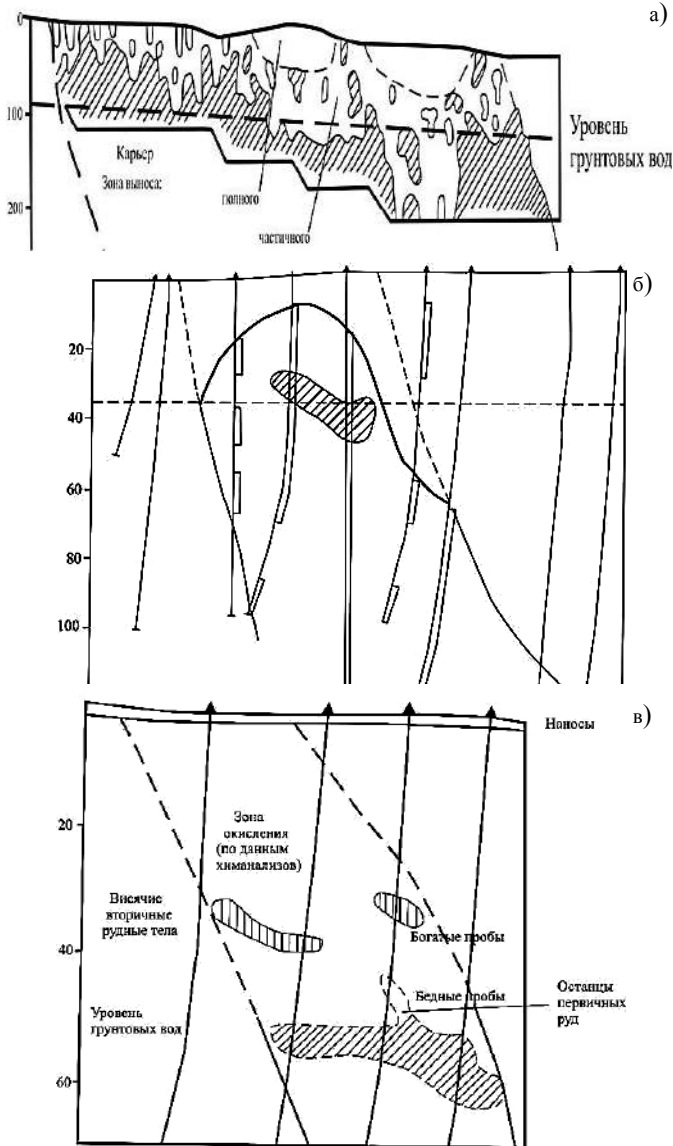 а)
0
100
200
Карьер
Зона выноса:
полного
частичного
Уровень
грунтовых вод
б)
20
40
60
80
100
в)
Наносы
20
40
60
Зона
окисления
(по данным
химанализов)
Висячие
вторичные
рудные тела
Богатые пробы
Бедные пробы
Останцы
первичных
руд
Уровень
грунтовых вод